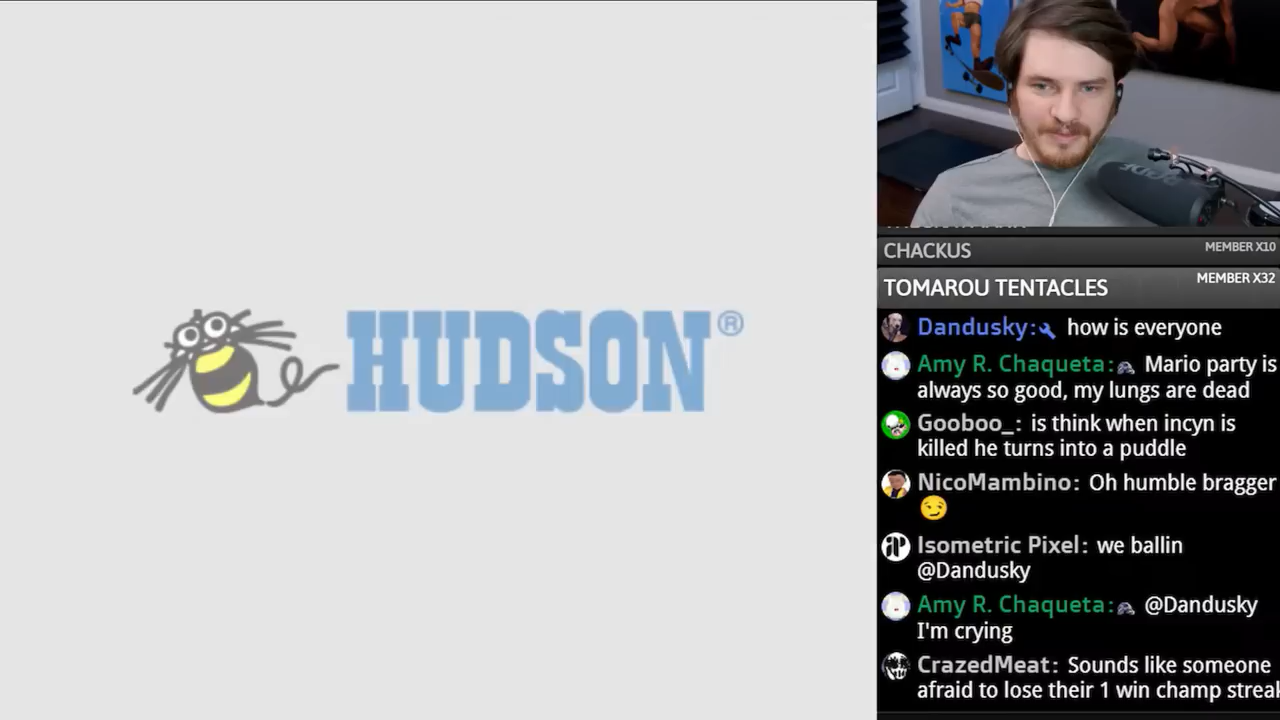 HUDSON®
RODE
CHACKUS
MEMBER X10
TOMAROU TENTACLES
MEMBER X32
Dandusky: how is everyone
Amy R. Chaqueta: Mario party is
always so good, my lungs are dead
Gooboo_: is think when incyn is
killed he turns into a puddle
NicoMambino: Oh humble bragger
😏
Isometric Pixel: we ballin
@Dandusky
Amy R. Chaqueta: @Dandusky
I'm crying
CrazedMeat: Sounds like someone
afraid to lose their 1 win champ streak